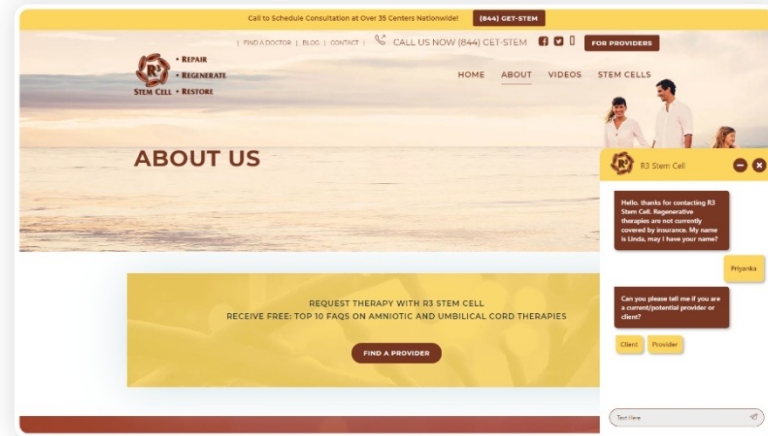 Call to Schedule Consultation at Over 35 Centers Nationwide!
(844) GET-STEM
| FIND A DOCTOR | BLOG | CONTACT |
CALL US NOW (844) GET-STEM
FOR PROVIDERS
R3
STEM CELL
• REPAIR
• REGENERATE
• RESTORE
HOME ABOUT VIDEOS STEM CELLS
ABOUT US
REQUEST THERAPY WITH R3 STEM CELL
RECEIVE FREE: TOP 10 FAQS ON AMNIOTIC AND UMBILICAL CORD THERAPIES
FIND A PROVIDER
R3
R3 Stem Cell
Hello, thanks for contacting R3
Stem Cell. Regenerative
therapies are not currently
covered by insurance. My name
is Linda, may I have your name?
Priyanka
Can you please tell me if you are
a current/potential provider or
client?
Client
Provider
Text Here